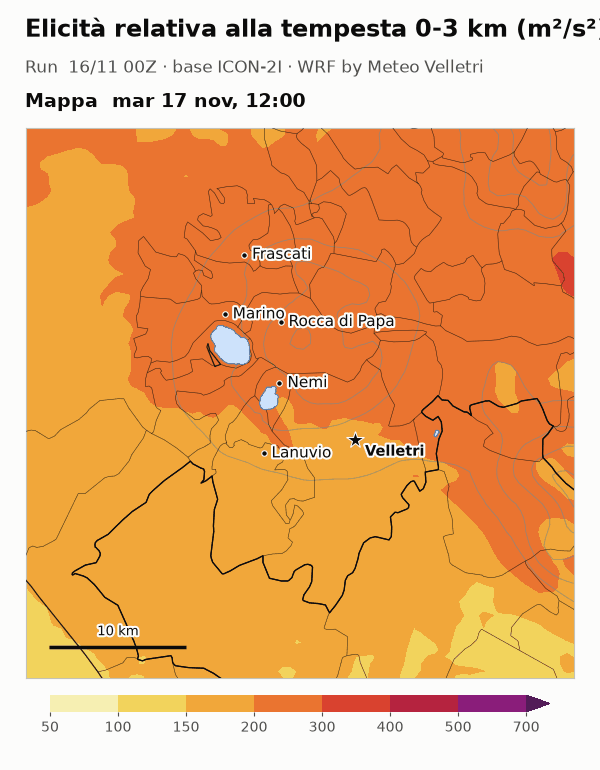 Elicità relativa alla tempesta 0-3 km (m²/s²)
Run  16/11 00Z · base ICON-2I · WRF by Meteo Velletri
Mappa  mar 17 nov, 12:00
Frascati
Marino
Rocca di Papa
Nemi
Velletri
Lanuvio
10 km
50 100 150 200 300 400 500 700